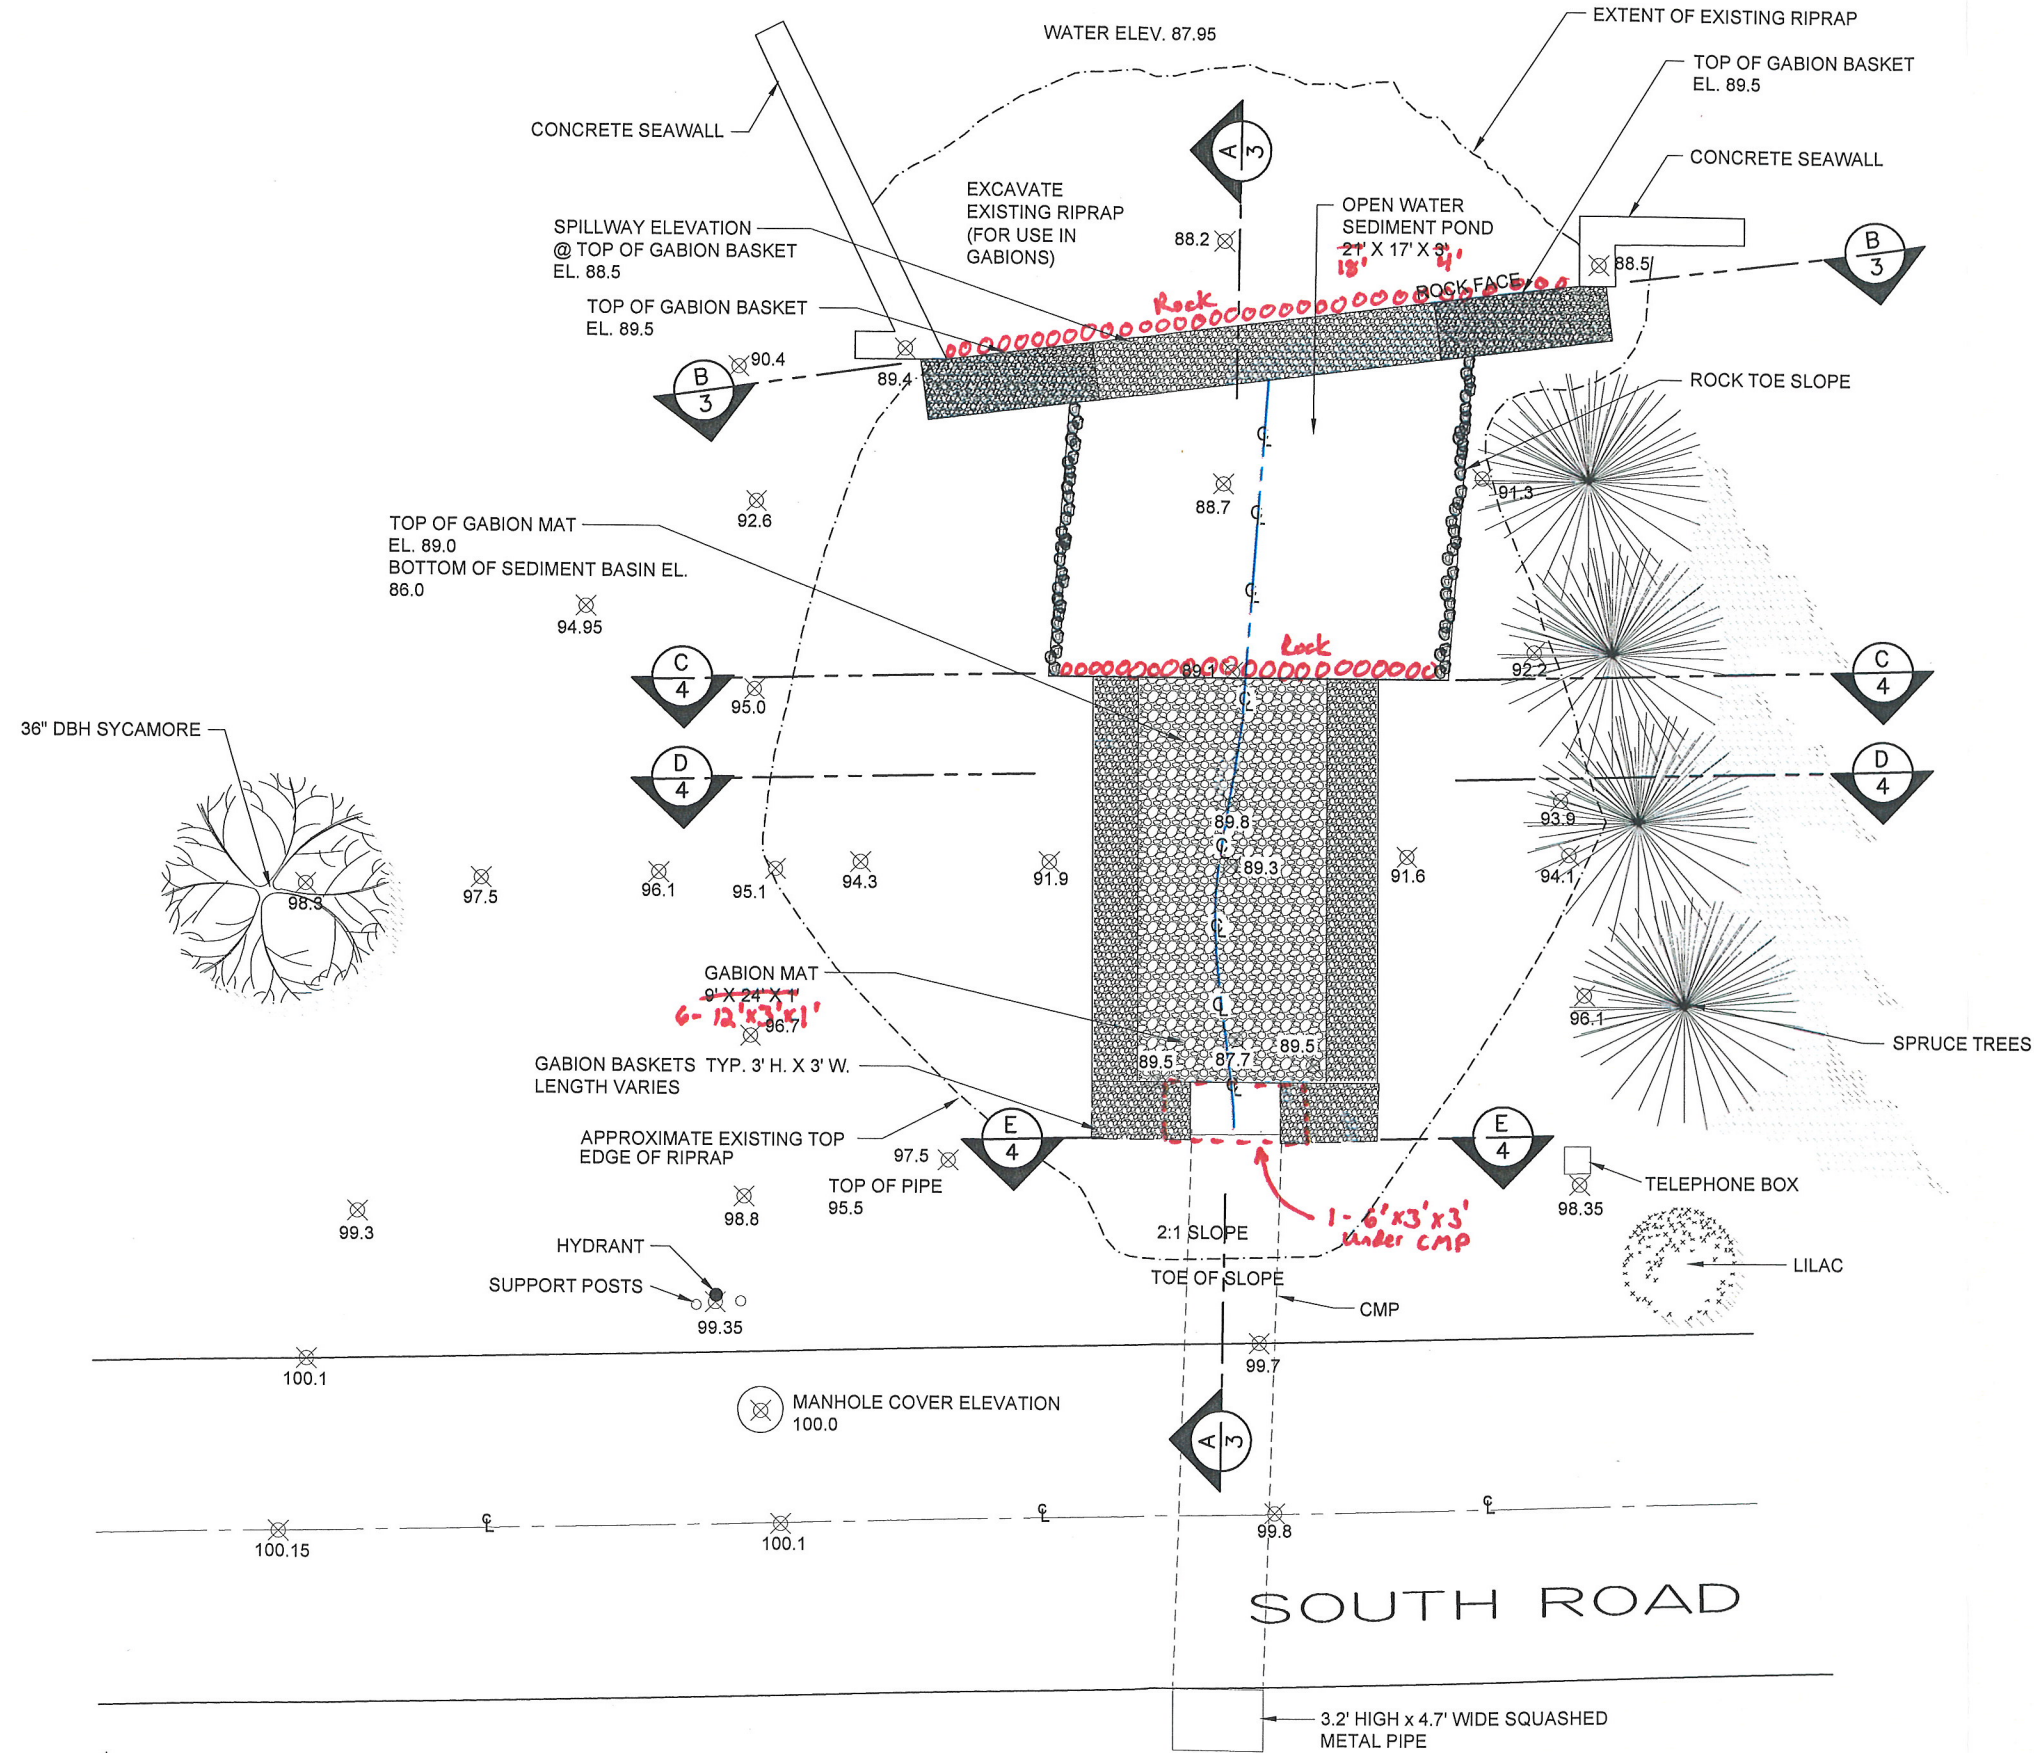 WATER ELEV. 87.95
EXTENT OF EXISTING RIPRAP
TOP OF GABION BASKET
EL. 89.5
CONCRETE SEAWALL
CONCRETE SEAWALL
A
3
EXCAVATE
EXISTING RIPRAP
(FOR USE IN
GABIONS)
OPEN WATER
SEDIMENT POND
21' X 17' X 3'
18' 4'
SPILLWAY ELEVATION
@ TOP OF GABION BASKET
EL. 88.5
88.2
B
3
88.5
ROCK FACE
Rock
TOP OF GABION BASKET
EL. 89.5
90.4
B
3
89.4
ROCK TOE SLOPE
℄
91.3
88.7
℄
92.6
TOP OF GABION MAT
EL. 89.0
BOTTOM OF SEDIMENT BASIN EL.
86.0
℄
94.95
Rock
89.1
92.2
C
4
C
4
95.0
℄
36" DBH SYCAMORE
D
4
D
4
89.8
93.9
℄
98.3
97.5
96.1
95.1
94.3
91.9
89.3
91.6
94.1
℄
GABION MAT
9' X 24' X 1'
6- 12'x3'x1'
96.7
℄
96.1
SPRUCE TREES
89.5
87.7
89.5
GABION BASKETS TYP. 3' H. X 3' W.
LENGTH VARIES
℄
E
4
E
4
APPROXIMATE EXISTING TOP
EDGE OF RIPRAP
97.5
TOP OF PIPE
95.5
TELEPHONE BOX
98.35
99.3
98.8
1- 6'x3'x3'
under CMP
2:1 SLOPE
HYDRANT
LILAC
TOE OF SLOPE
SUPPORT POSTS
CMP
99.35
99.7
100.1
MANHOLE COVER ELEVATION
100.0
A
3
℄
℄
℄
100.15
100.1
99.8
SOUTH ROAD
3.2' HIGH x 4.7' WIDE SQUASHED
METAL PIPE